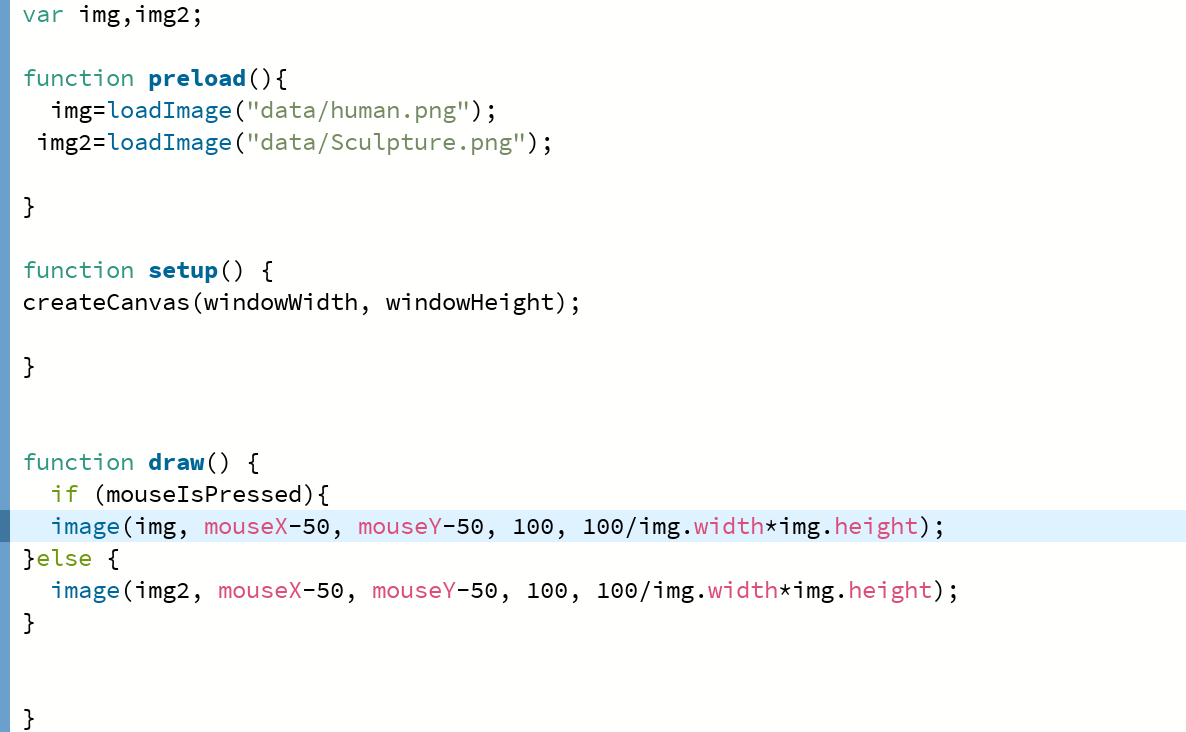 var img,img2;
function preload(){
img=loadImage("data/human.png");
img2=loadImage("data/Sculpture.png");
}
function setup() {
createCanvas(windowWidth, windowHeight);
}
function draw() {
if (mouseIsPressed){
image(img, mouseX-50, mouseY-50, 100, 100/img.width*img.height);
}else {
image(img2, mouseX-50, mouseY-50, 100, 100/img.width*img.height);
}
}